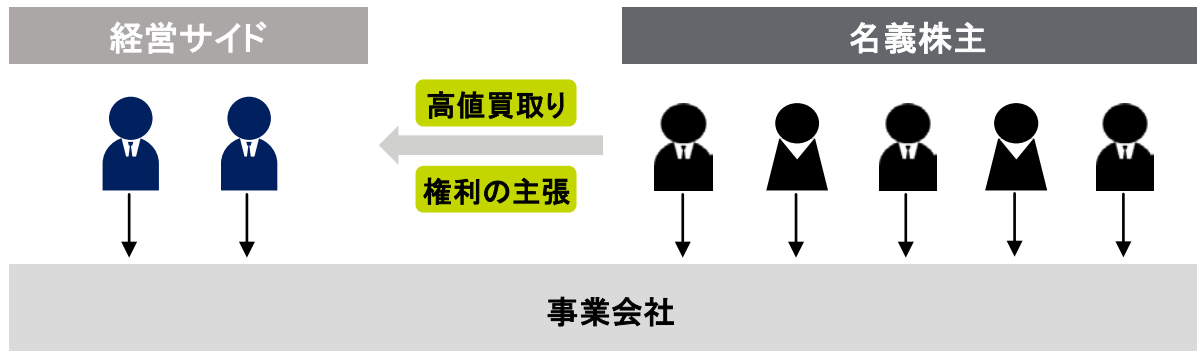 経営サイド
名義株主
高値買取り
権利の主張
事業会社